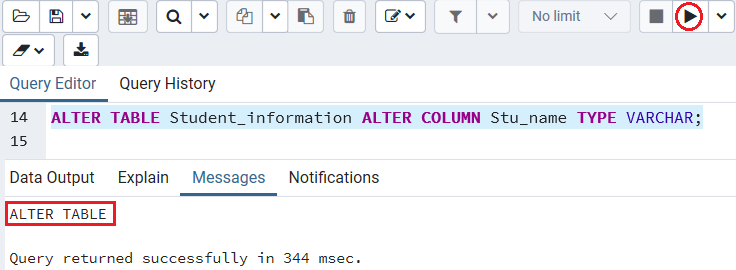 No limit
Query Editor Query History
14 ALTER TABLE Student_information ALTER COLUMN Stu_name TYPE VARCHAR;
15
Data Output Explain Messages Notifications
ALTER TABLE
Query returned successfully in 344 msec.